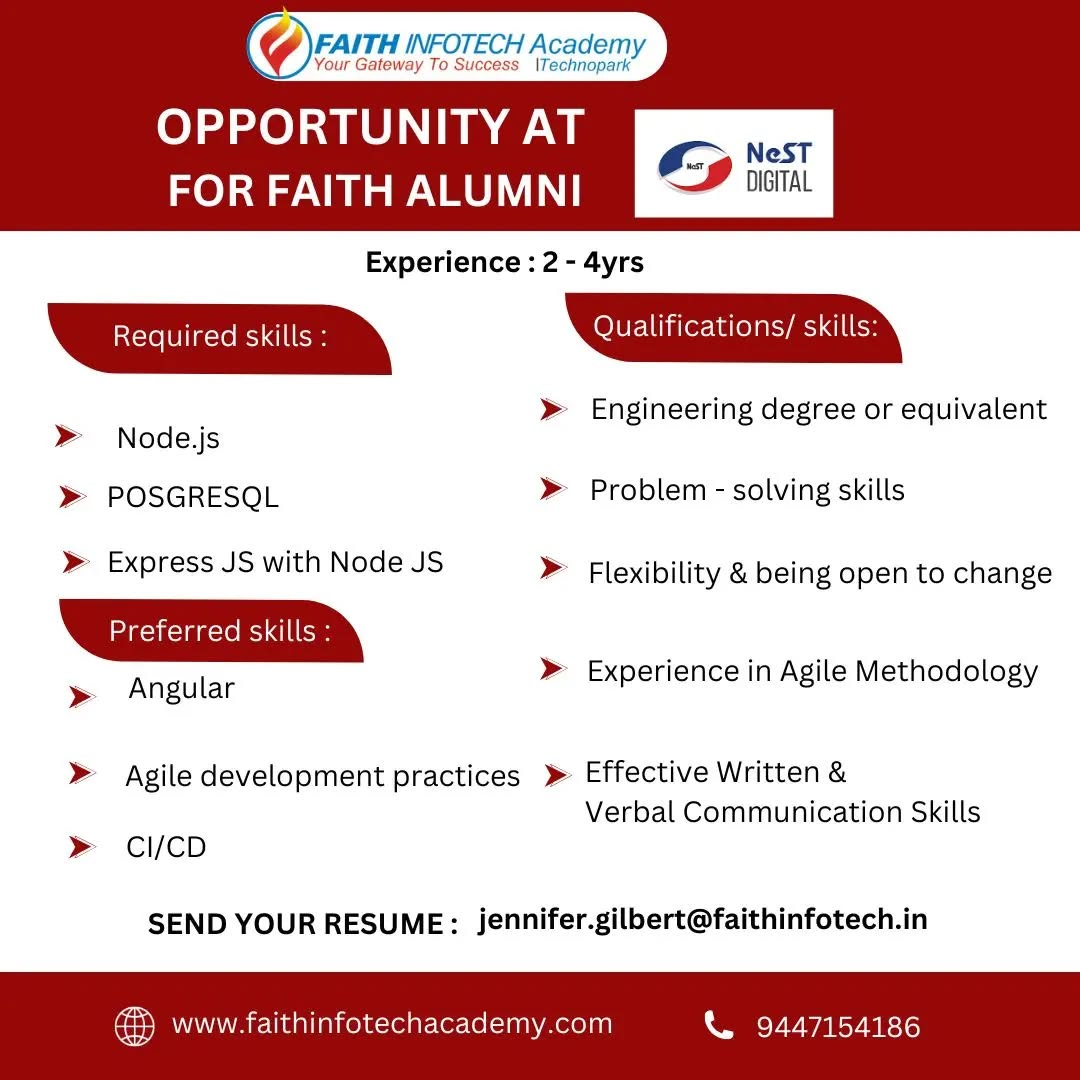 FAITH INFOTECH Academy
Your Gateway To Success | Technopark
OPPORTUNITY AT
FOR FAITH ALUMNI
NeST
NeST
DIGITAL
Experience : 2 - 4yrs
Required skills :
Node.js
POSGRESQL
Express JS with Node JS
Preferred skills :
Angular
Agile development practices
CI/CD
Qualifications/ skills:
Engineering degree or equivalent
Problem - solving skills
Flexibility & being open to change
Experience in Agile Methodology
Effective Written &
Verbal Communication Skills
SEND YOUR RESUME : jennifer.gilbert@faithinfotech.in
www.faithinfotechacademy.com
9447154186